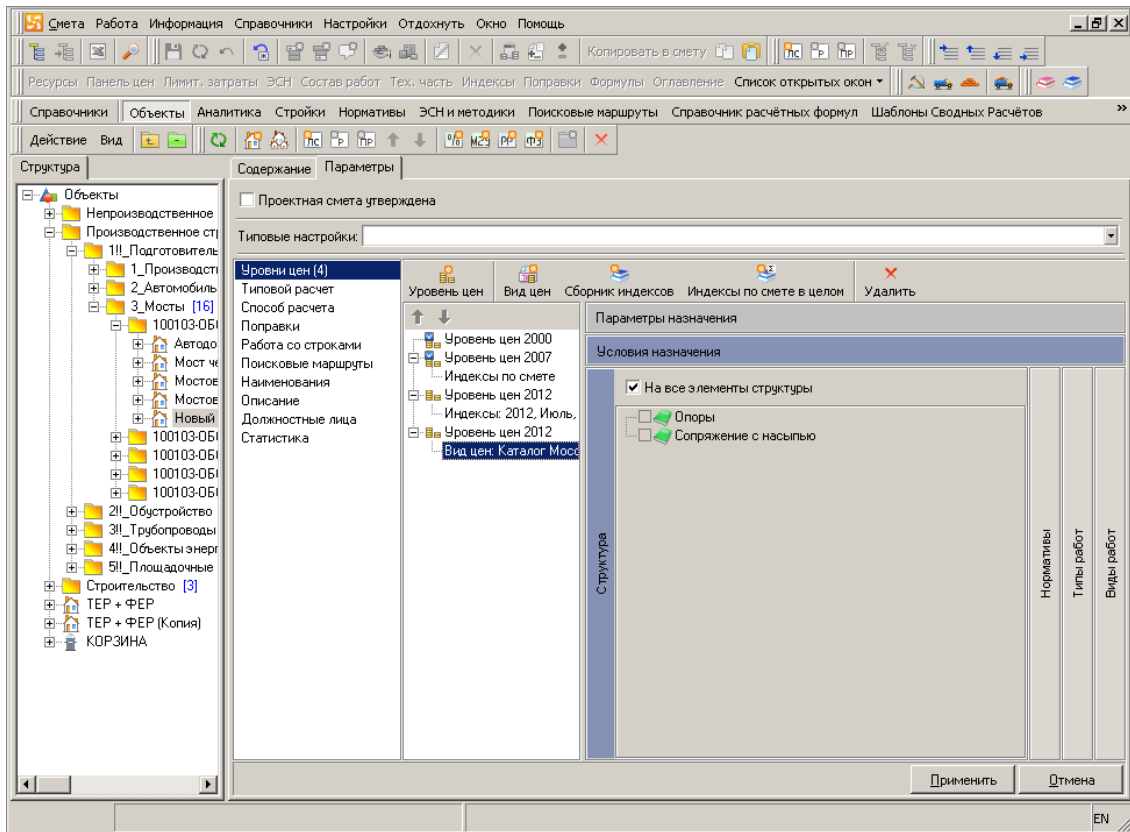 Смета Работа Информация Справочники Настройки Отдохнуть Окно Помощь
Копировать в смету
Ресурсы Панель цен Лимит. затраты ЭСН Состав работ Тех. часть Индексы Поправки Формулы Оглавление Список открытых окон
Справочники Объекты Аналитика Стройки Нормативы ЭСН и методики Поисковые маршруты Справочник расчётных формул Шаблоны Сводных Расчётов »
Действие Вид
Структура
Объекты
Непроизводственное
Производственное стр
1!!_Подготовитель
1_Производств
2_Автомобиль
3_Мосты [16]
100103-ОБ
Автодо
Мост че
Мостов
Мостов
Новый
100103-ОБ
100103-ОБ
100103-ОБ
100103-ОБ
2!!_Обустройство
3!!_Трубопроводы
4!!_Объекты энерг
5!!_Площадочные
Строительство [3]
ТЕР + ФЕР
ТЕР + ФЕР (Копия)
КОРЗИНА
Содержание Параметры
Проектная смета утверждена
Типовые настройки:
Уровни цен (4)
Типовой расчет
Способ расчета
Поправки
Работа со строками
Поисковые маршруты
Наименования
Описание
Должностные лица
Статистика
Уровень цен Вид цен Сборник индексов Индексы по смете в целом Удалить
Уровень цен 2000
Уровень цен 2007
Индексы по смете
Уровень цен 2012
Индексы: 2012, Июль,
Уровень цен 2012
Вид цен: Каталог Мосс
Параметры назначения
Условия назначения
Структура
На все элементы структуры
Опоры
Сопряжение с насыпью
Нормативы
Типы работ
Виды работ
Применить Отмена
EN